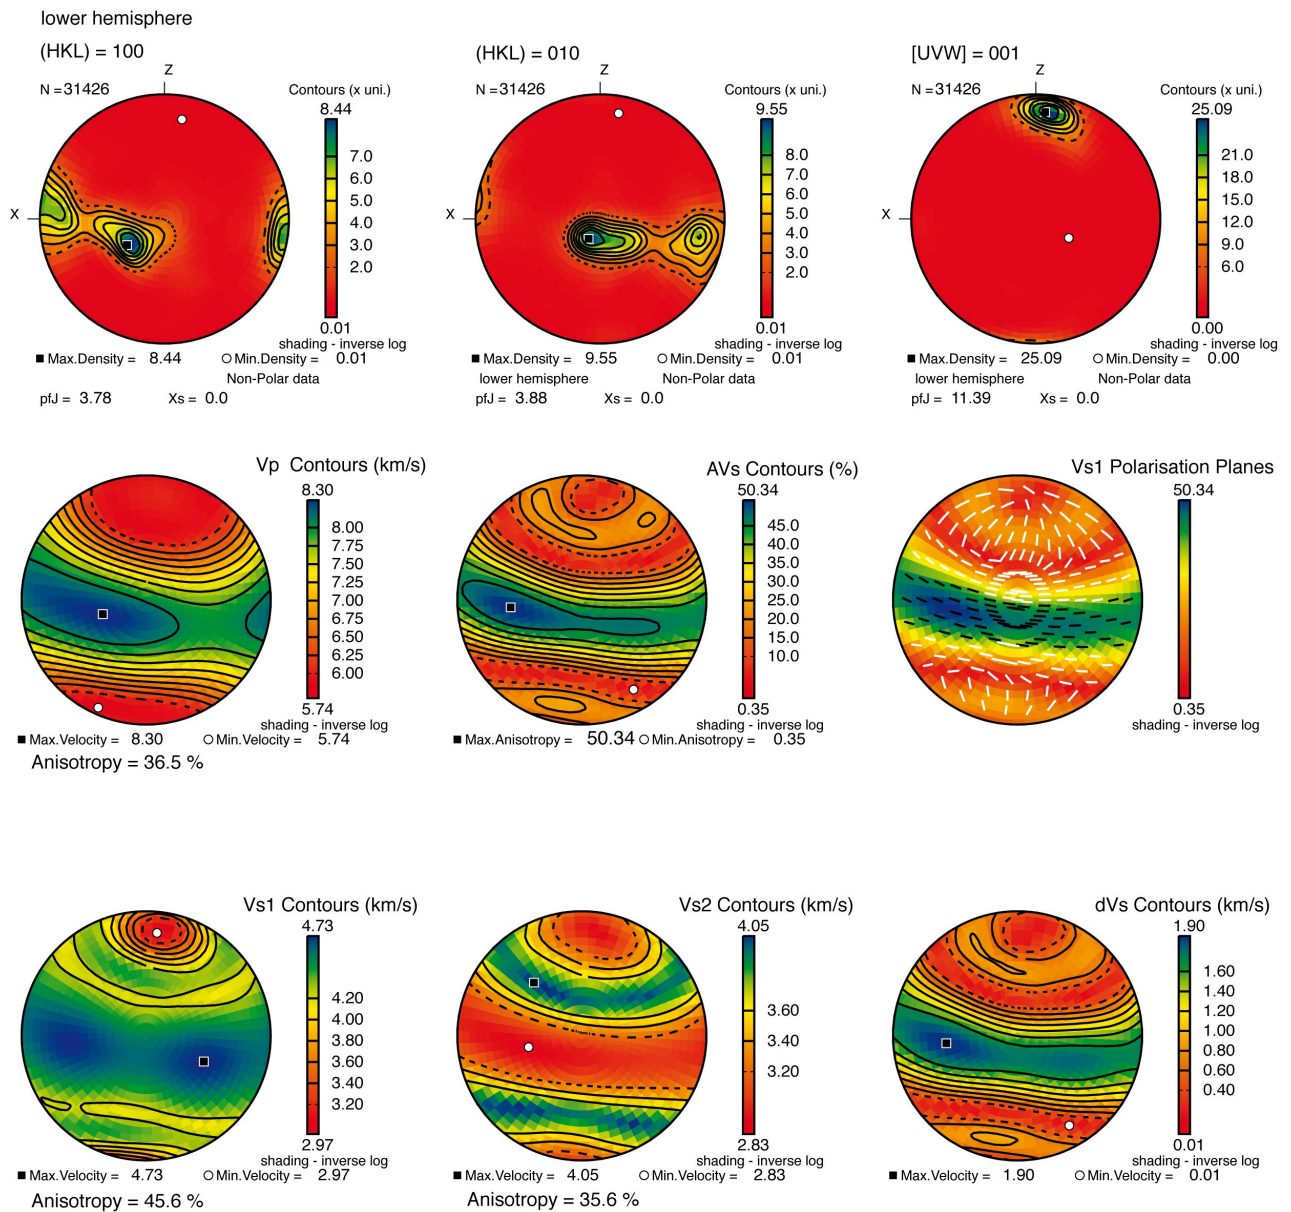 lower hemisphere
(HKL) = 100
(HKL) = 010
[UVW] = 001
Z
Z
Z
N =31426
Contours (x uni.)
N =31426
Contours (x uni.)
N =31426
Contours (x uni.)
8.44
9.55
25.09
7.0
6.0
5.0
4.0
3.0
2.0
8.0
7.0
6.0
5.0
4.0
3.0
2.0
21.0
18.0
15.0
12.0
9.0
6.0
X
X
X
0.01
0.01
0.00
shading - inverse log
shading - inverse log
shading - inverse log
Max.Density = 8.44
Min.Density = 0.01
Max.Density = 9.55
Min.Density = 0.01
Max.Density = 25.09
Min.Density = 0.00
Non-Polar data
lower hemisphere
Non-Polar data
lower hemisphere
Non-Polar data
pfJ = 3.78
Xs = 0.0
pfJ = 3.88
Xs = 0.0
pfJ = 11.39
Xs = 0.0
Vp Contours (km/s)
AVs Contours (%)
Vs1 Polarisation Planes
8.30
50.34
50.34
8.00
7.75
7.50
7.25
7.00
6.75
6.50
6.25
6.00
45.0
40.0
35.0
30.0
25.0
20.0
15.0
10.0
5.74
0.35
0.35
shading - inverse log
shading - inverse log
shading - inverse log
Max.Velocity = 8.30
Min.Velocity = 5.74
Max.Anisotropy = 50.34
Min.Anisotropy = 0.35
Anisotropy = 36.5 %
Vs1 Contours (km/s)
Vs2 Contours (km/s)
dVs Contours (km/s)
4.73
4.05
1.90
4.20
4.00
3.80
3.60
3.40
3.20
3.60
3.40
3.20
1.60
1.40
1.20
1.00
0.80
0.60
0.40
2.97
2.83
0.01
shading - inverse log
shading - inverse log
shading - inverse log
Max.Velocity = 4.73
Min.Velocity = 2.97
Max.Velocity = 4.05
Min.Velocity = 2.83
Max.Velocity = 1.90
Min.Velocity = 0.01
Anisotropy = 45.6 %
Anisotropy = 35.6 %